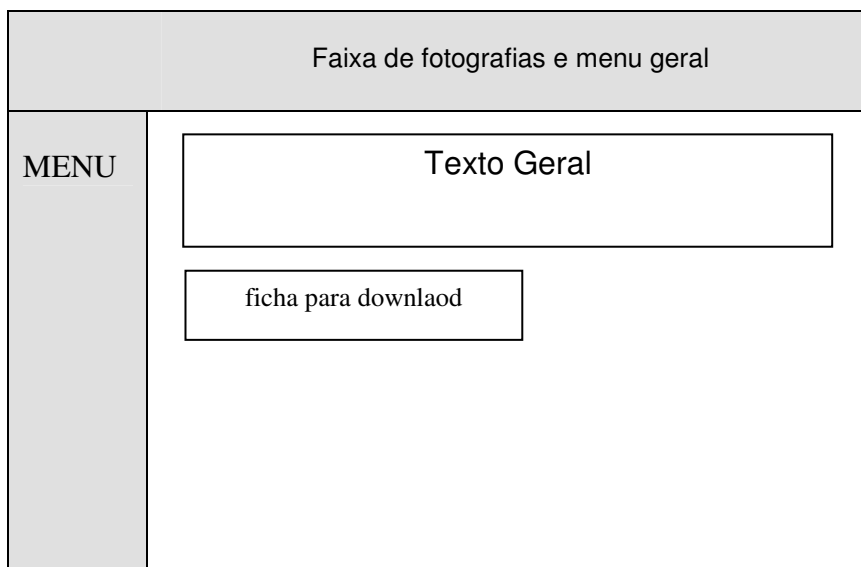 Faixa de fotografias e menu geral
MENU
Texto Geral
ficha para downlaod